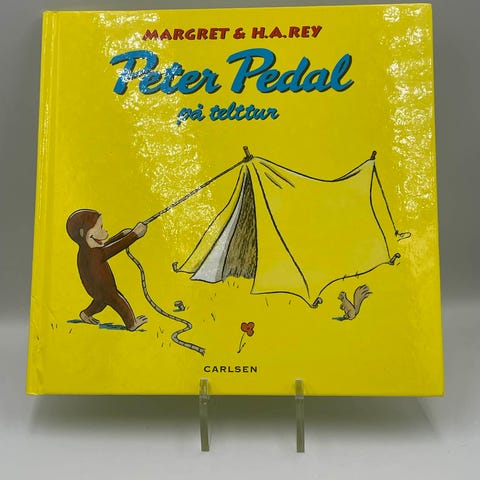 MARGRET & H.A.REY
Peter Pedal
på telttur
CARLSEN